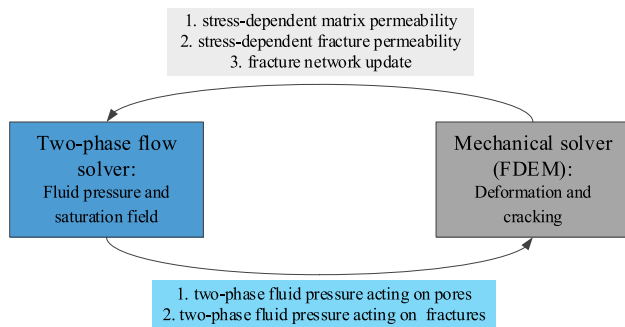 1. stress-dependent matrix permeability
2. stress-dependent fracture permeability
3. fracture network update
Two-phase flow
solver:
Fluid pressure and
saturation field
Mechanical solver
(FDEM):
Deformation and
cracking
1. two-phase fluid pressure acting on pores
2. two-phase fluid pressure acting on fractures